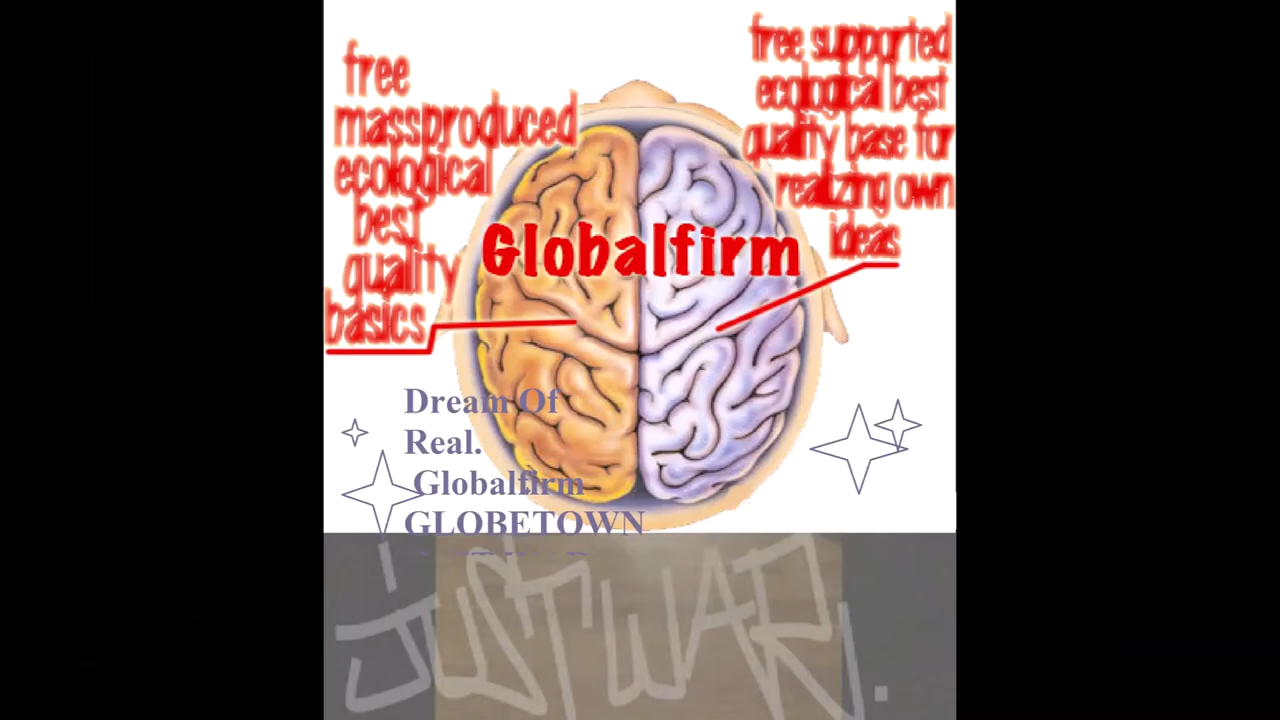 free
massproduced
ecological
best
quality
basics
free supported
ecological best
quality base for
realizing own
ideas
Globalfirm
Dream Of
Real.
Globalfirm
GLOBETOWN
JUST WAR.